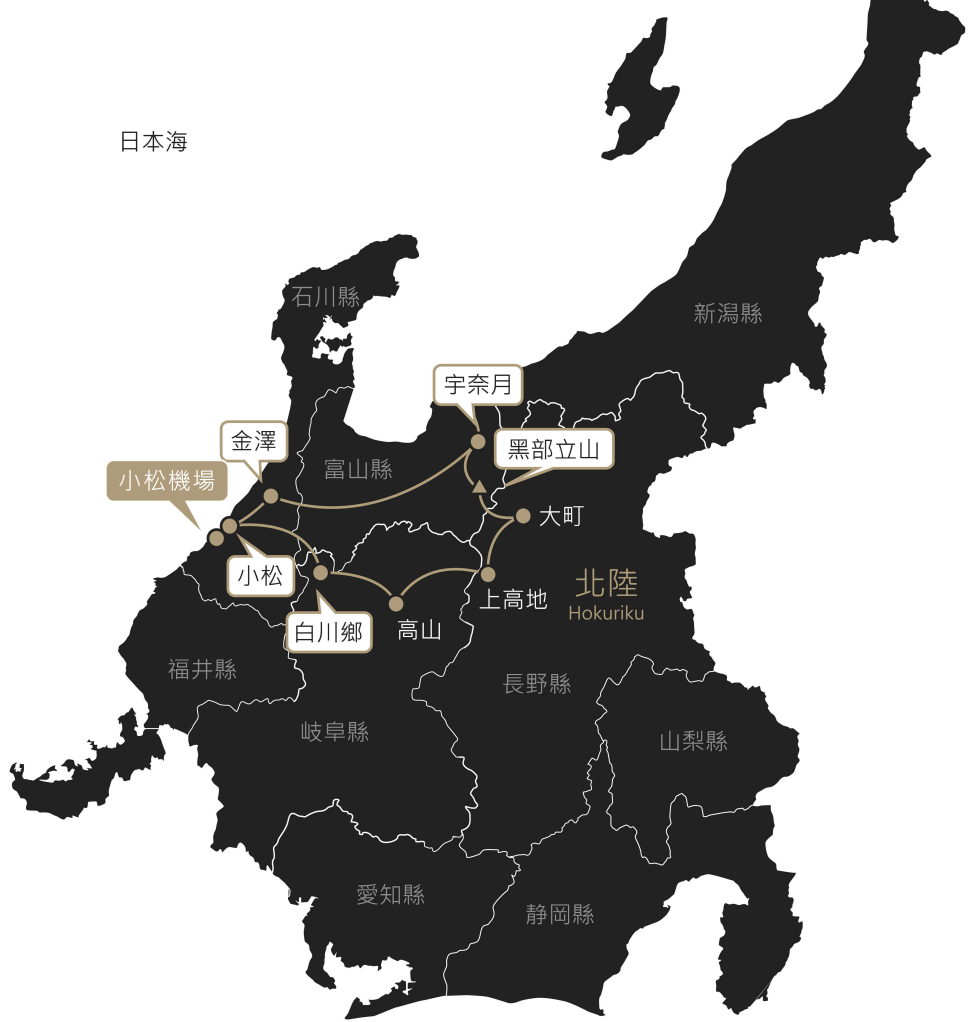 日本海
石川縣
新潟縣
宇奈月
金澤
黑部立山
富山縣
小松機場
大町
小松
北陸
上高地
Hokuriku
白川鄉
高山
福井縣
長野縣
岐阜縣
山梨縣
愛知縣
静岡縣